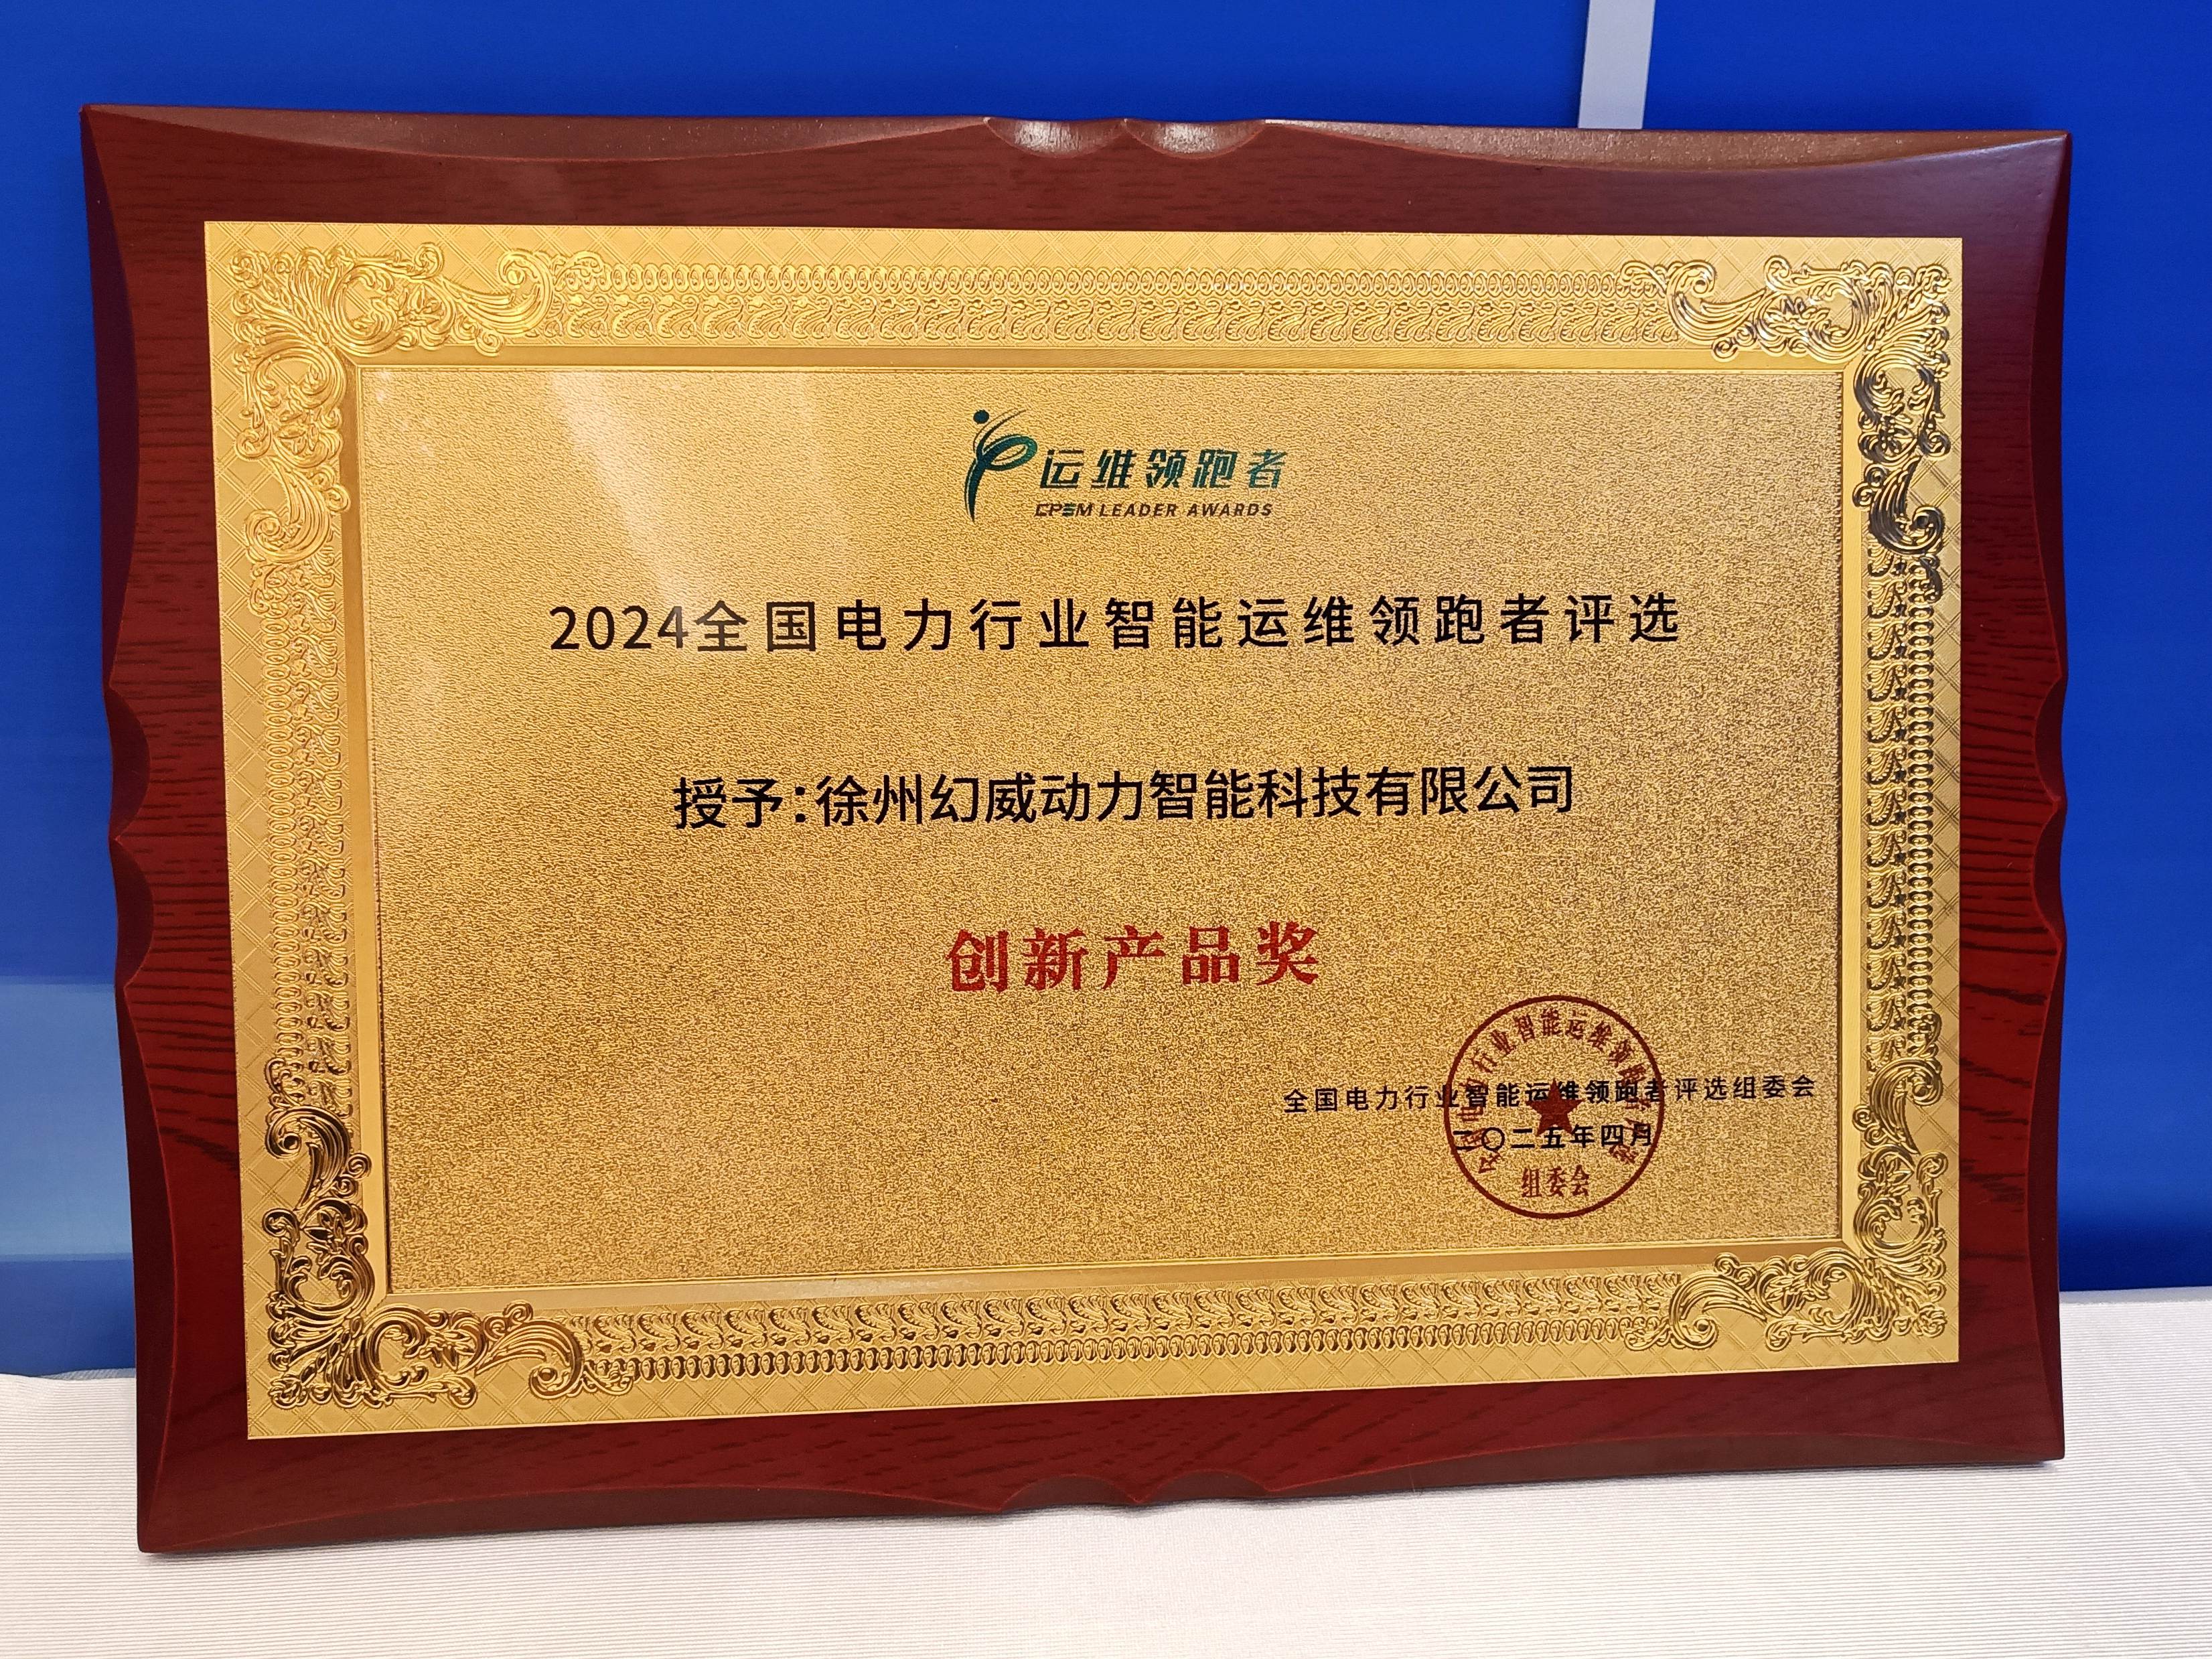 运维领跑者
CPEM LEADER AWARDS
2024全国电力行业智能运维领跑者评选
授予:徐州幻威动力智能科技有限公司
创新产品奖
全国电力行业智能运维领跑者评选组委会
二〇二五年四月
组委会